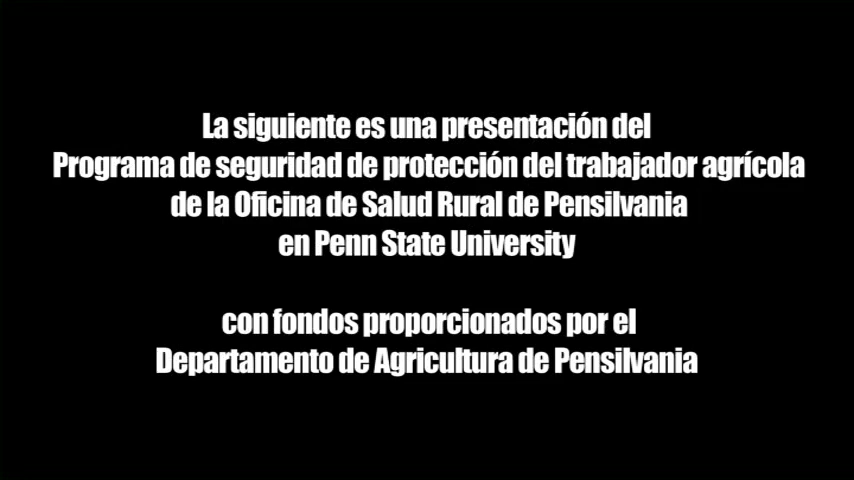 La siguiente es una presentación del
Programa de seguridad de protección del trabajador agrícola
de la Oficina de Salud Rural de Pensilvania
en Penn State University
con fondos proporcionados por el
Departamento de Agricultura de Pensilvania